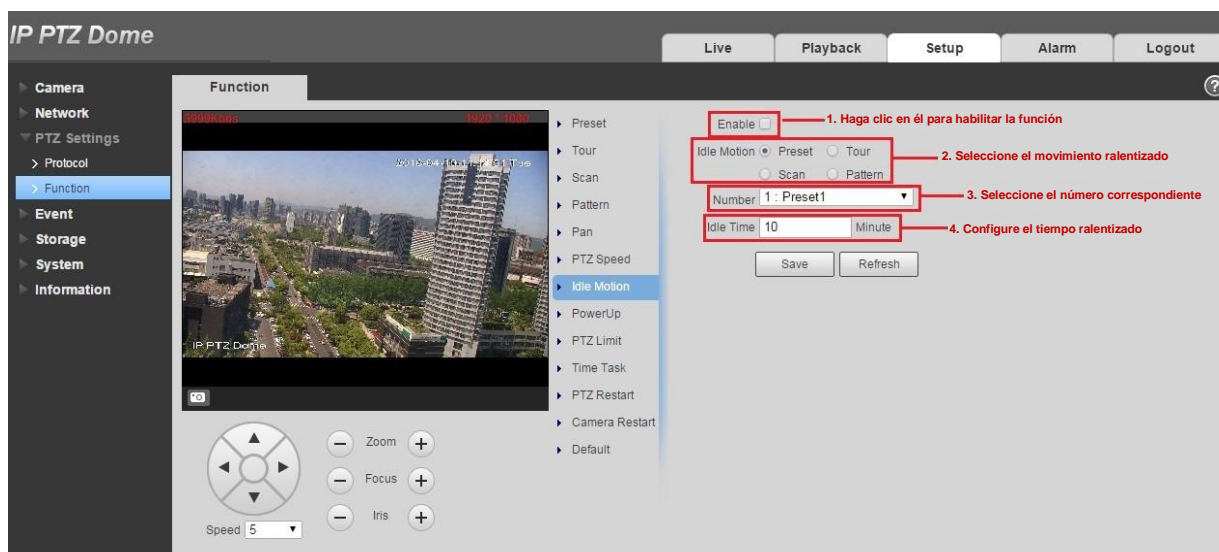 IP PTZ Dome
Live
Playback
Setup
Alarm
Logout
Camera
Network
PTZ Settings
Protocol
Function
Event
Storage
System
Information
Function
3999Kbps
1920 * 1080
IP PTZ Dome
Speed 5
Zoom
Focus
Iris
Preset
Tour
Scan
Pattern
Pan
PTZ Speed
Idle Motion
PowerUp
PTZ Limit
Time Task
PTZ Restart
Camera Restart
Default
Enable
1. Haga clic en él para habilitar la función
Idle Motion Preset Tour
Scan Pattern
2. Seleccione el movimiento ralentizado
Number 1 : Preset1
3. Seleccione el número correspondiente
Idle Time 10 Minute
4. Configure el tiempo ralentizado
Save Refresh